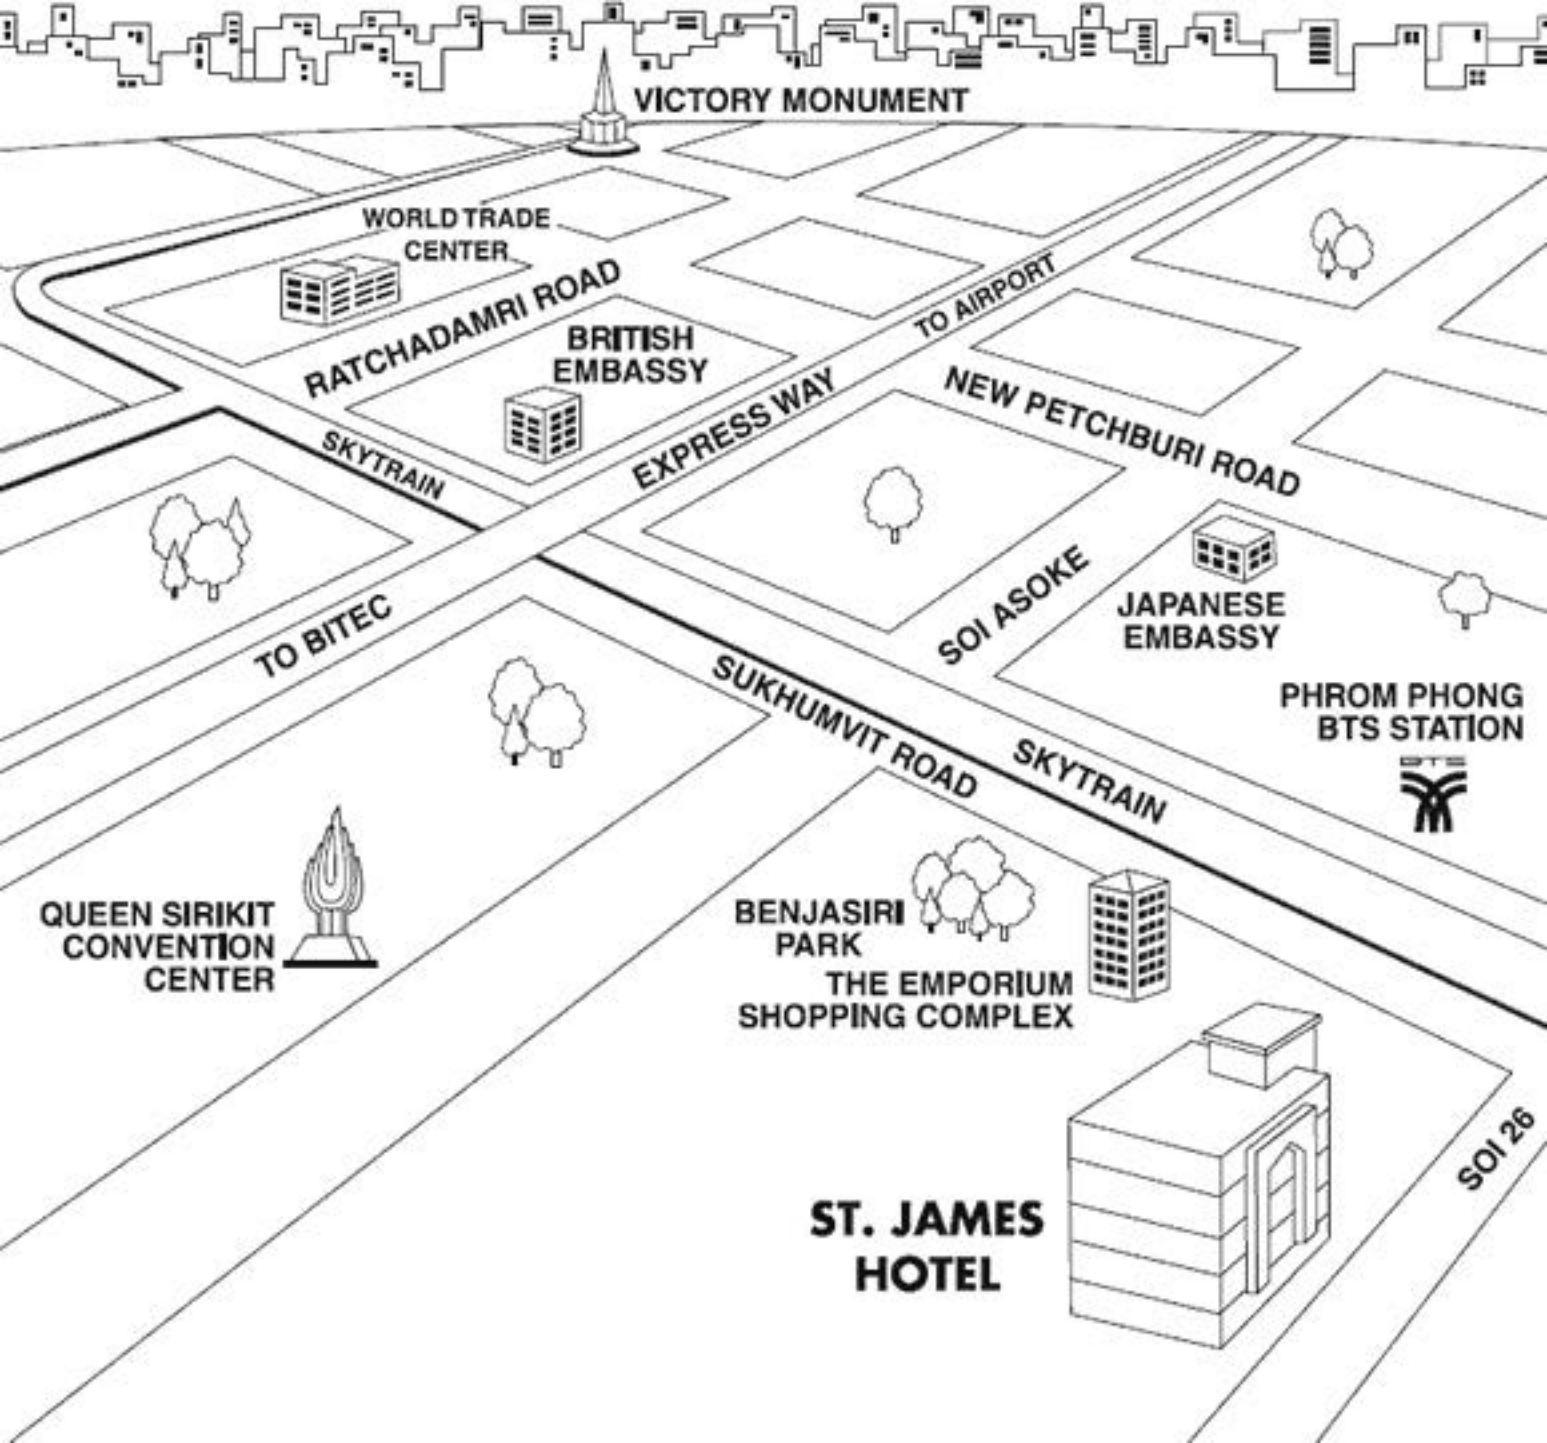 VICTORY MONUMENT
WORLD TRADE
CENTER
RATCHADAMRI ROAD
TO AIRPORT
BRITISH
EMBASSY
EXPRESS WAY
NEW PETCHBURI ROAD
SKYTRAIN
SOI ASOKE
JAPANESE
EMBASSY
TO BITEC
SUKHUMVIT ROAD
SKYTRAIN
PHROM PHONG
BTS STATION
BTS
QUEEN SIRIKIT
CONVENTION
CENTER
BENJASIRI
PARK
THE EMPORIUM
SHOPPING COMPLEX
SOI 26
ST. JAMES
HOTEL